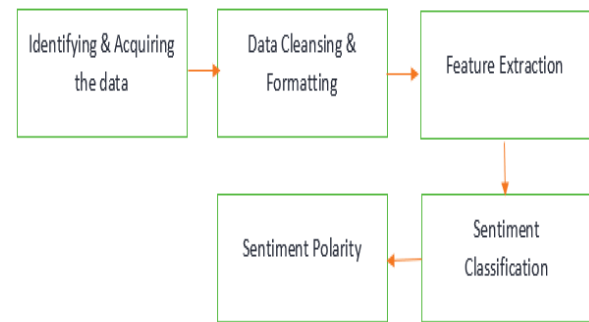 Identifying & Acquiring
the data
Data Cleansing &
Formatting
Feature Extraction
Sentiment Polarity
Sentiment
Classification